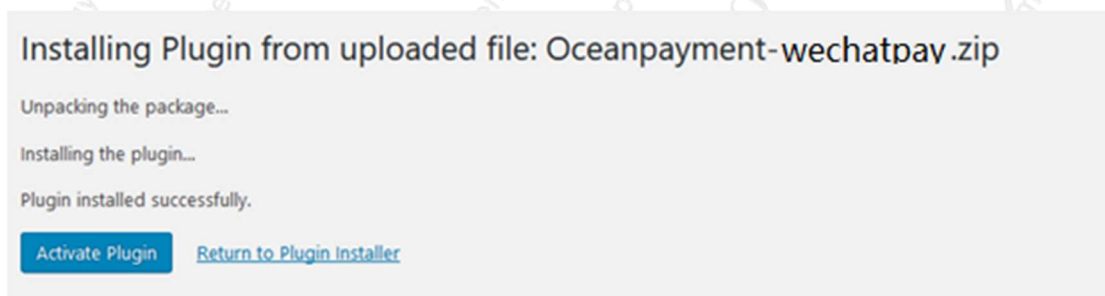 Installing Plugin from uploaded file: Oceanpayment-wechatpay.zip
Unpacking the package...
Installing the plugin...
Plugin installed successfully.
Activate Plugin Return to Plugin Installer